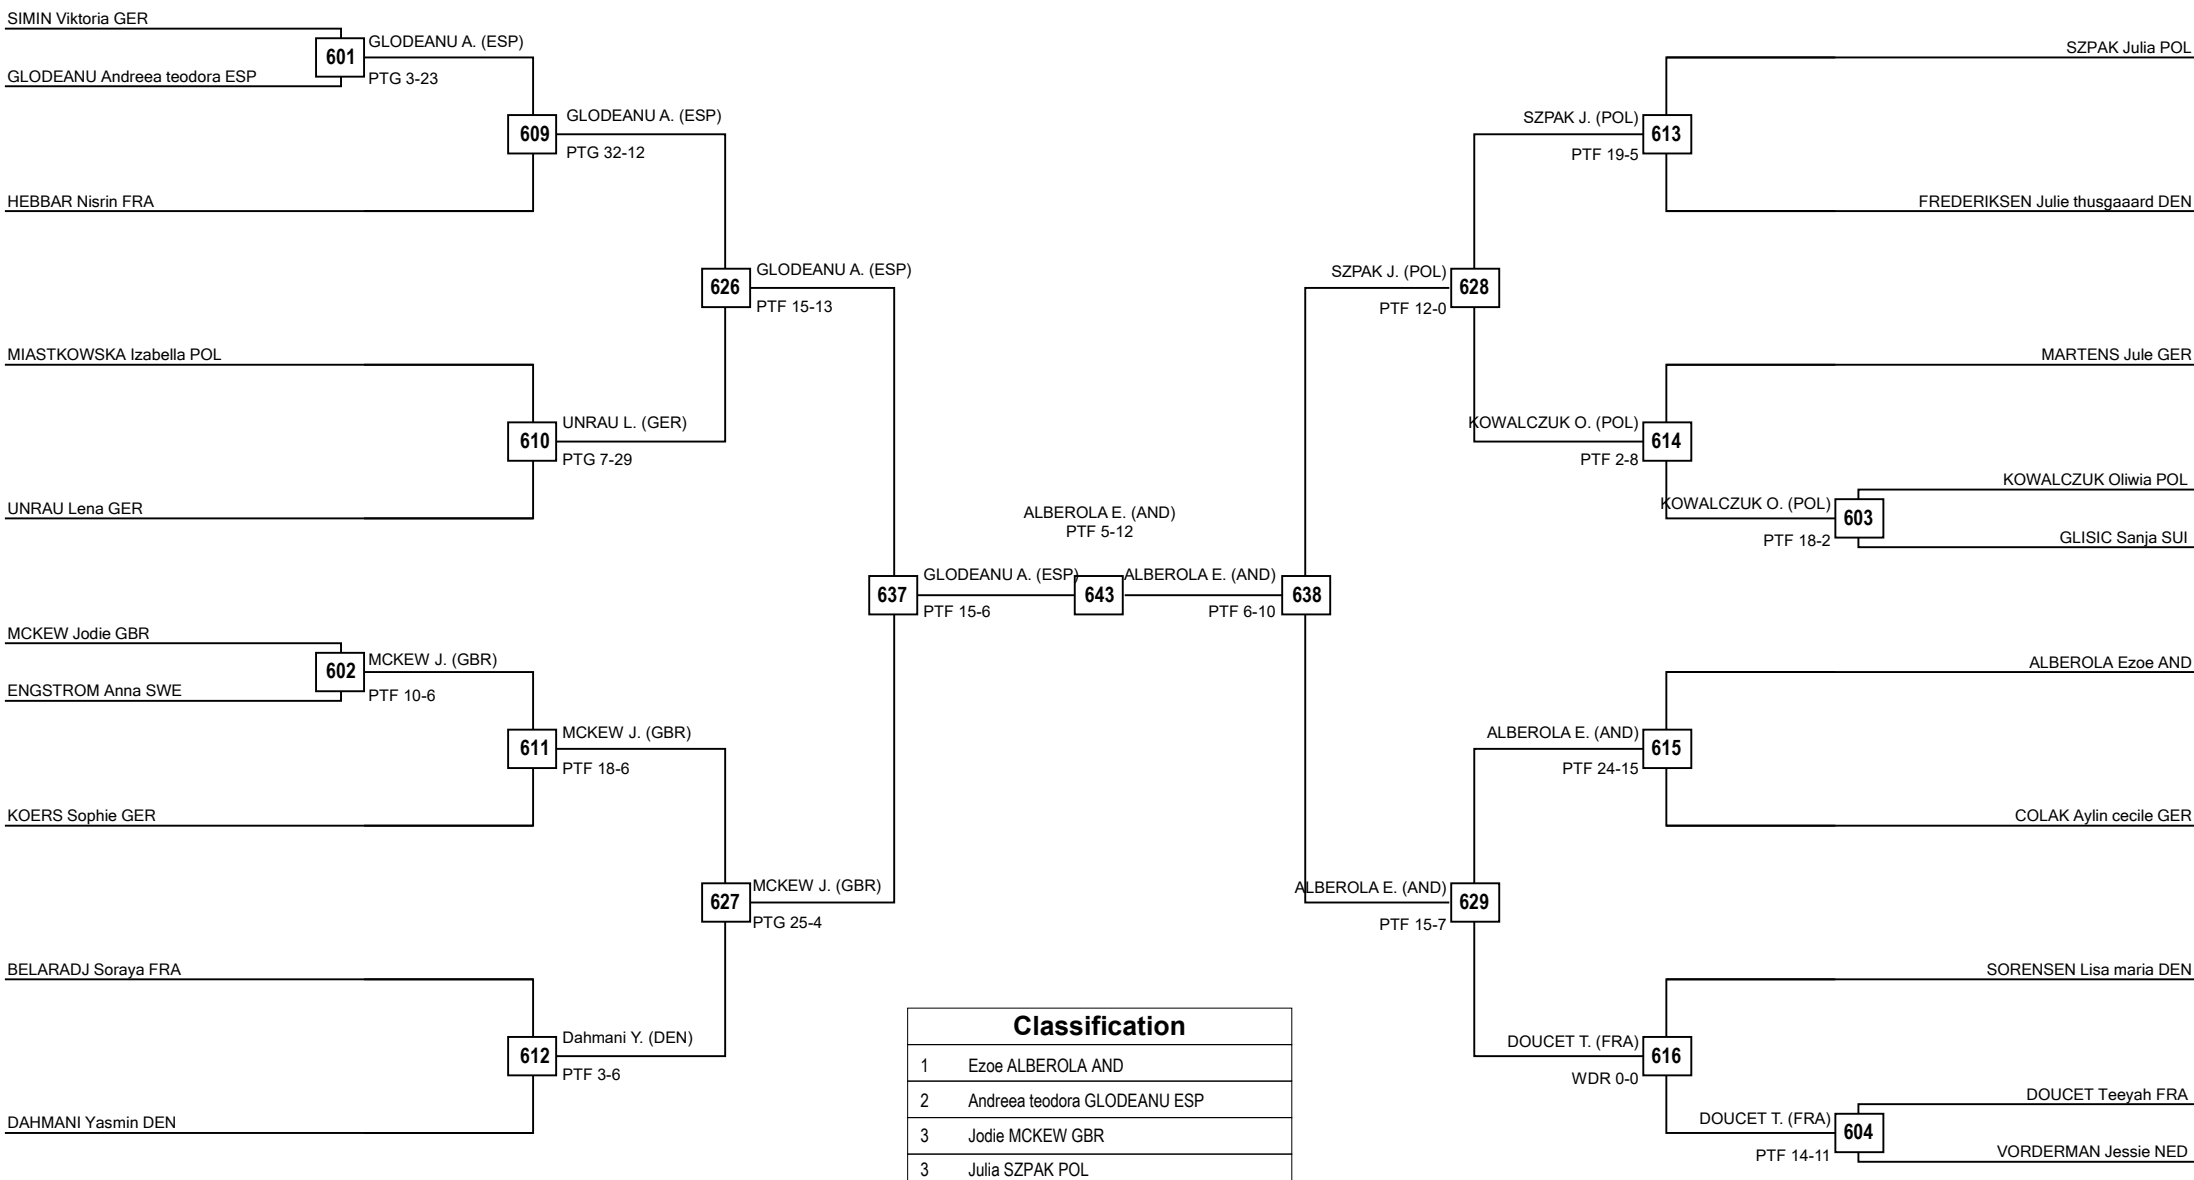 SIMIN Viktoria GER
601
GLODEANU A. (ESP)
GLODEANU Andreea teodora ESP
PTG 3-23
609
GLODEANU A. (ESP)
PTG 32-12
HEBBAR Nisrin FRA
626
GLODEANU A. (ESP)
PTF 15-13
MIASTKOWSKA Izabella POL
610
UNRAU L. (GER)
PTG 7-29
UNRAU Lena GER
637
GLODEANU A. (ESP)
PTF 15-6
MCKEW Jodie GBR
602
MCKEW J. (GBR)
ENGSTROM Anna SWE
PTF 10-6
611
MCKEW J. (GBR)
PTF 18-6
KOERS Sophie GER
627
MCKEW J. (GBR)
PTG 25-4
BELARADJ Soraya FRA
612
Dahmani Y. (DEN)
PTF 3-6
DAHMANI Yasmin DEN
ALBEROLA E. (AND)
PTF 5-12
643
SZPAK Julia POL
SZPAK J. (POL)
613
PTF 19-5
FREDERIKSEN Julie thusgaaard DEN
SZPAK J. (POL)
628
PTF 12-0
MARTENS Jule GER
KOWALCZUK O. (POL)
614
PTF 2-8
KOWALCZUK Oliwia POL
KOWALCZUK O. (POL)
603
PTF 18-2
GLISIC Sanja SUI
ALBEROLA E. (AND)
638
PTF 6-10
ALBEROLA Ezoe AND
ALBEROLA E. (AND)
615
PTF 24-15
COLAK Aylin cecile GER
ALBEROLA E. (AND)
629
PTF 15-7
SORENSEN Lisa maria DEN
DOUCET T. (FRA)
616
WDR 0-0
DOUCET Teeyah FRA
DOUCET T. (FRA)
604
PTF 14-11
VORDERMAN Jessie NED
Classification
1 Ezoe ALBEROLA AND
2 Andreea teodora GLODEANU ESP
3 Jodie MCKEW GBR
3 Julia SZPAK POL